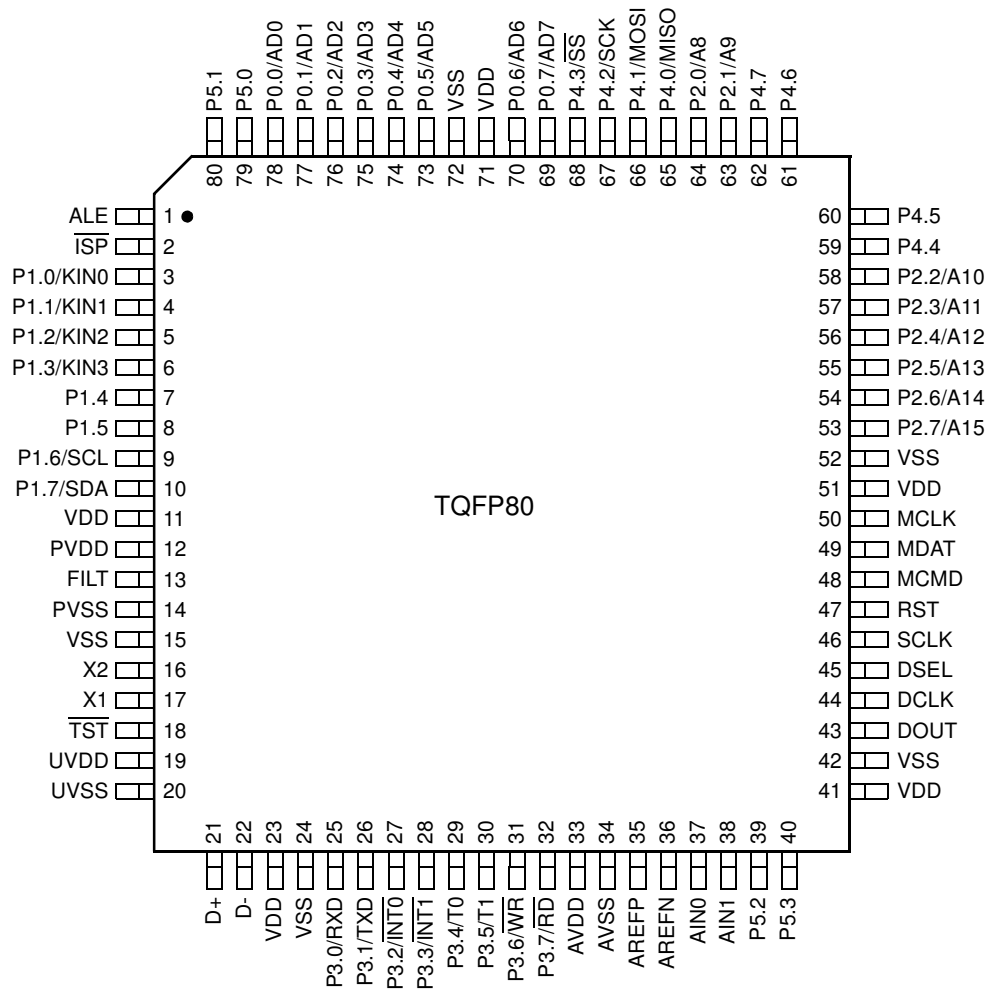 P5.1
P5.0
P0.0/AD0
P0.1/AD1
P0.2/AD2
P0.3/AD3
P0.4/AD4
P0.5/AD5
VSS
VDD
P0.6/AD6
P0.7/AD7
P4.3/SS
P4.2/SCK
P4.1/MOSI
P4.0/MISO
P2.0/A8
P2.1/A9
P4.7
P4.6
80
79
78
77
76
75
74
73
72
71
70
69
68
67
66
65
64
63
62
61
ALE 1
ISP 2
P1.0/KIN0 3
P1.1/KIN1 4
P1.2/KIN2 5
P1.3/KIN3 6
P1.4 7
P1.5 8
P1.6/SCL 9
P1.7/SDA 10
VDD 11
PVDD 12
FILT 13
PVSS 14
VSS 15
X2 16
X1 17
TST 18
UVDD 19
UVSS 20
TQFP80
60 P4.5
59 P4.4
58 P2.2/A10
57 P2.3/A11
56 P2.4/A12
55 P2.5/A13
54 P2.6/A14
53 P2.7/A15
52 VSS
51 VDD
50 MCLK
49 MDAT
48 MCMD
47 RST
46 SCLK
45 DSEL
44 DCLK
43 DOUT
42 VSS
41 VDD
21
22
23
24
25
26
27
28
29
30
31
32
33
34
35
36
37
38
39
40
D+
D-
VDD
VSS
P3.0/RXD
P3.1/TXD
P3.2/INT0
P3.3/INT1
P3.4/T0
P3.5/T1
P3.6/WR
P3.7/RD
AVDD
AVSS
AREFP
AREFN
AIN0
AIN1
P5.2
P5.3